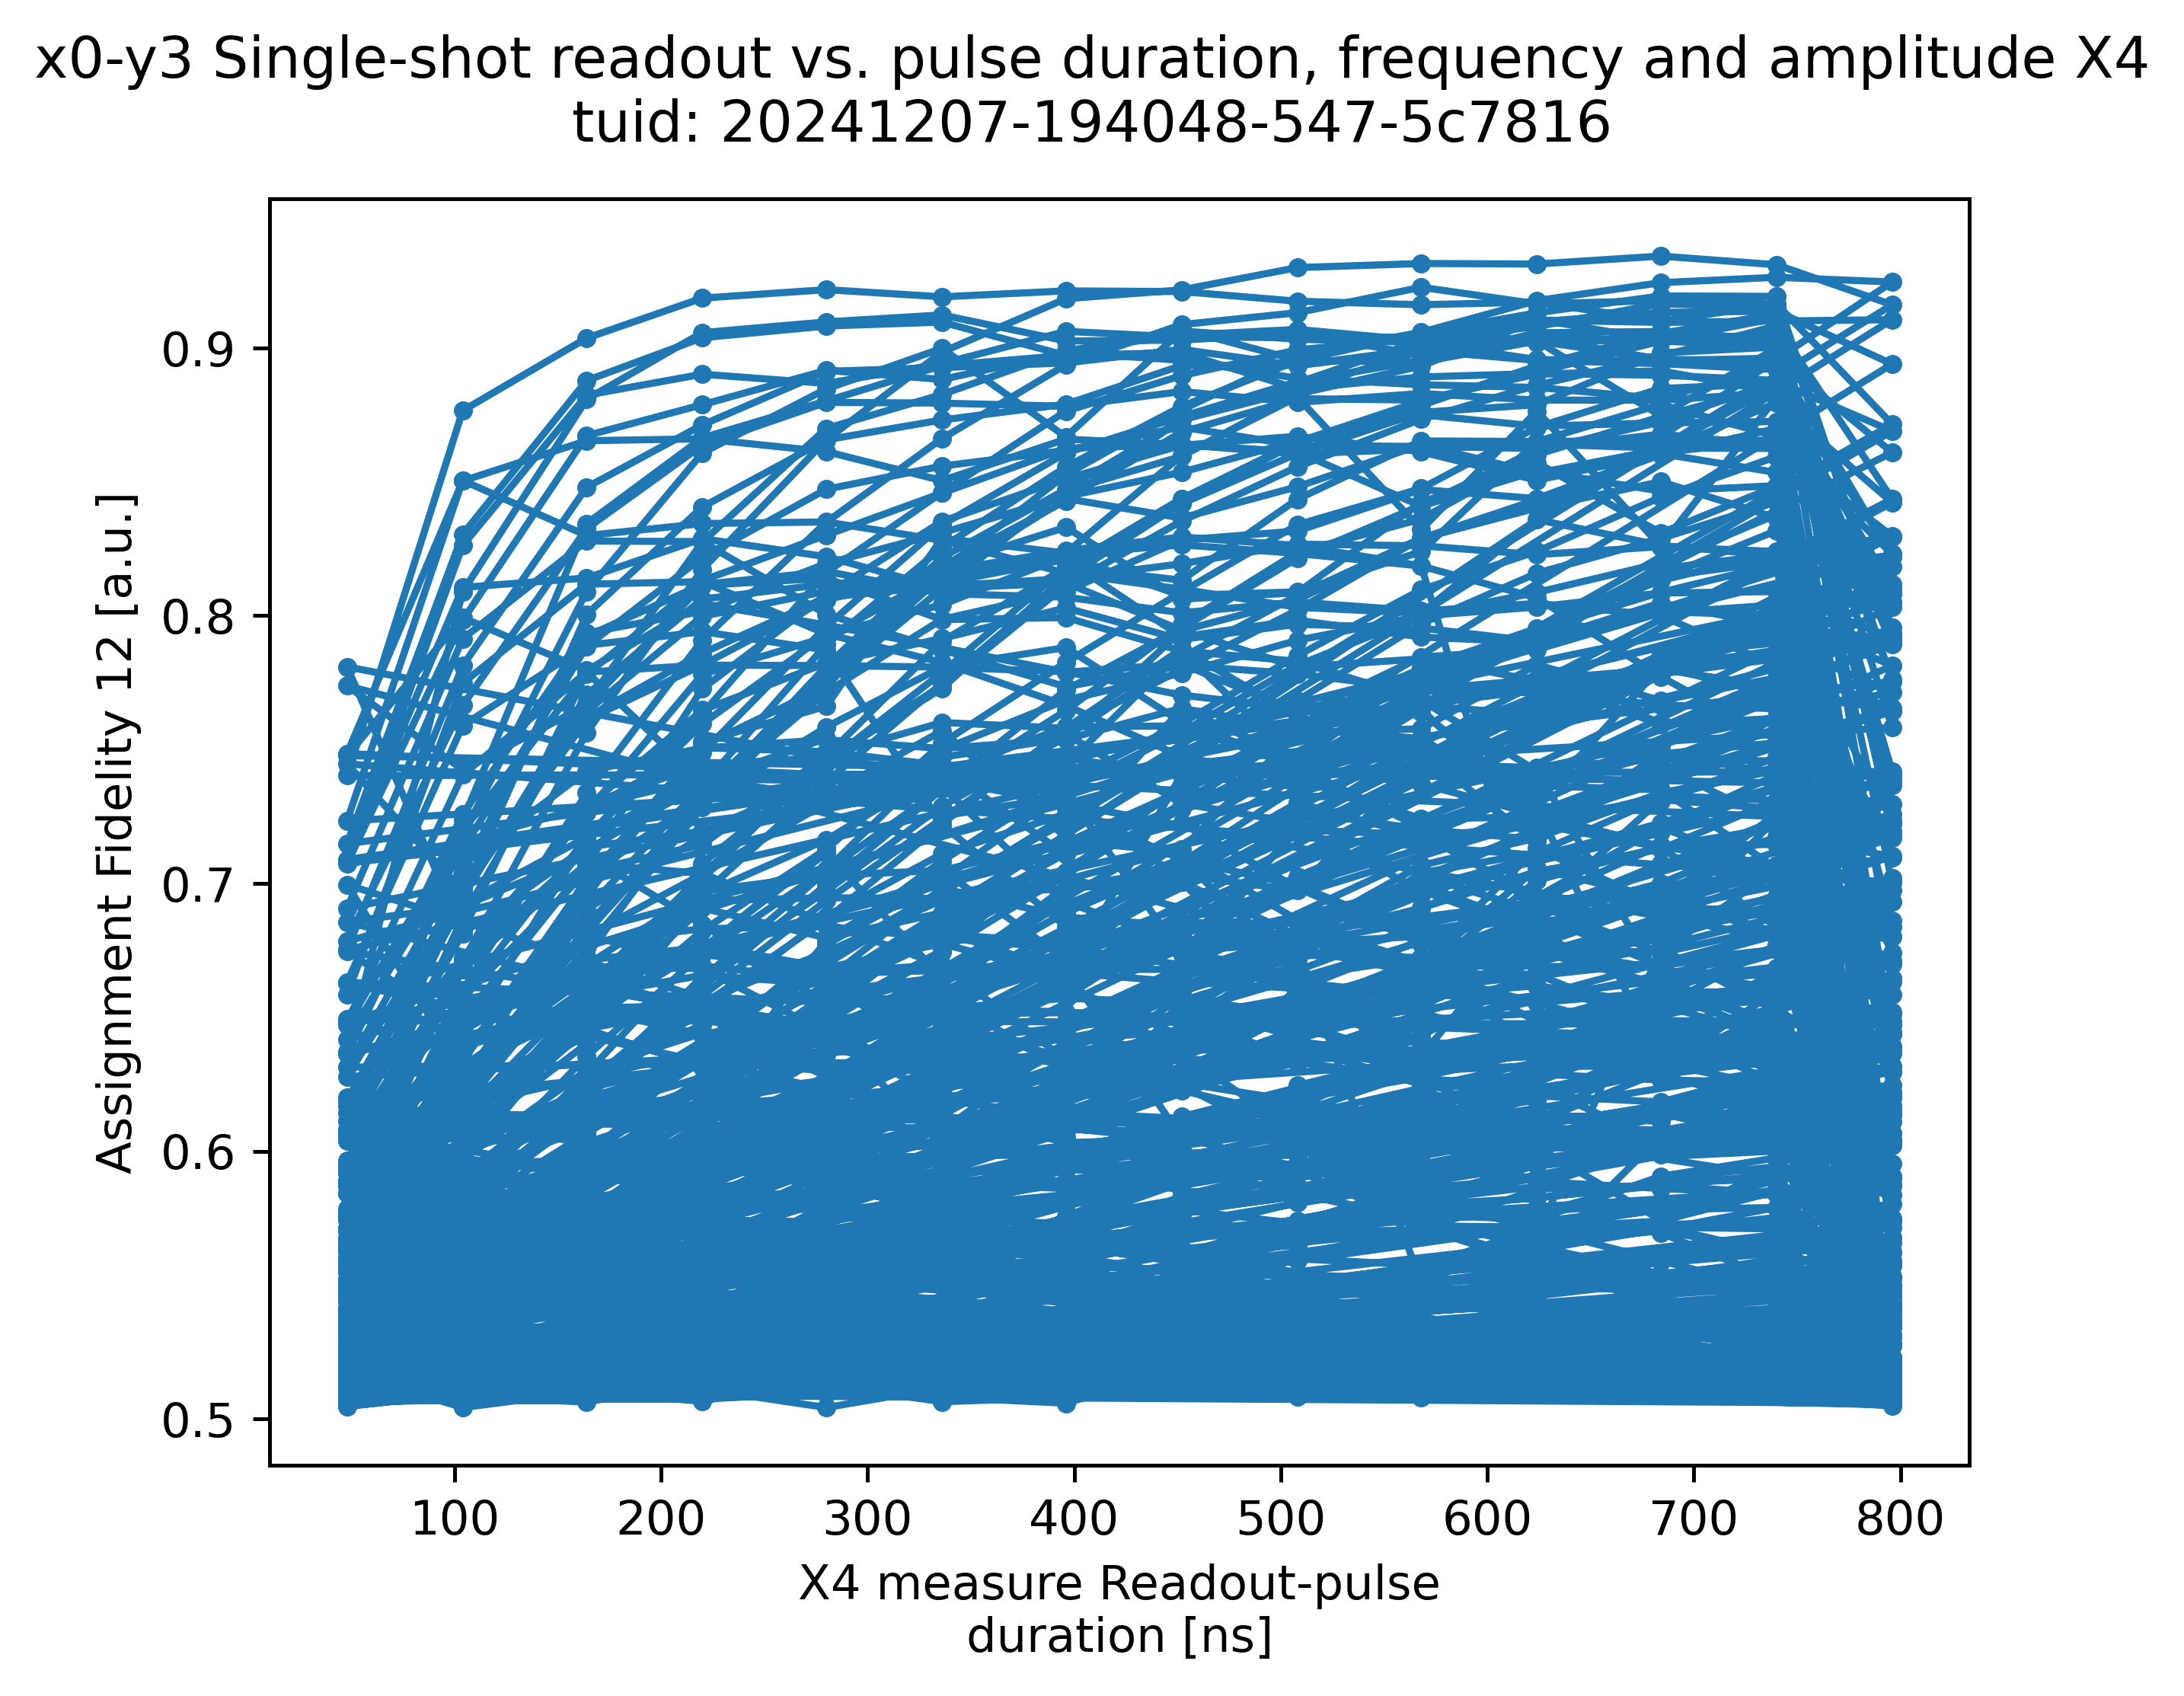 x0-y3 Single-shot readout vs. pulse duration, frequency and amplitude X4
tuid: 20241207-194048-547-5c7816
Assignment Fidelity 12 [a.u.]
0.9
0.8
0.7
0.6
0.5
100 200 300 400 500 600 700 800
X4 measure Readout-pulse
duration [ns]